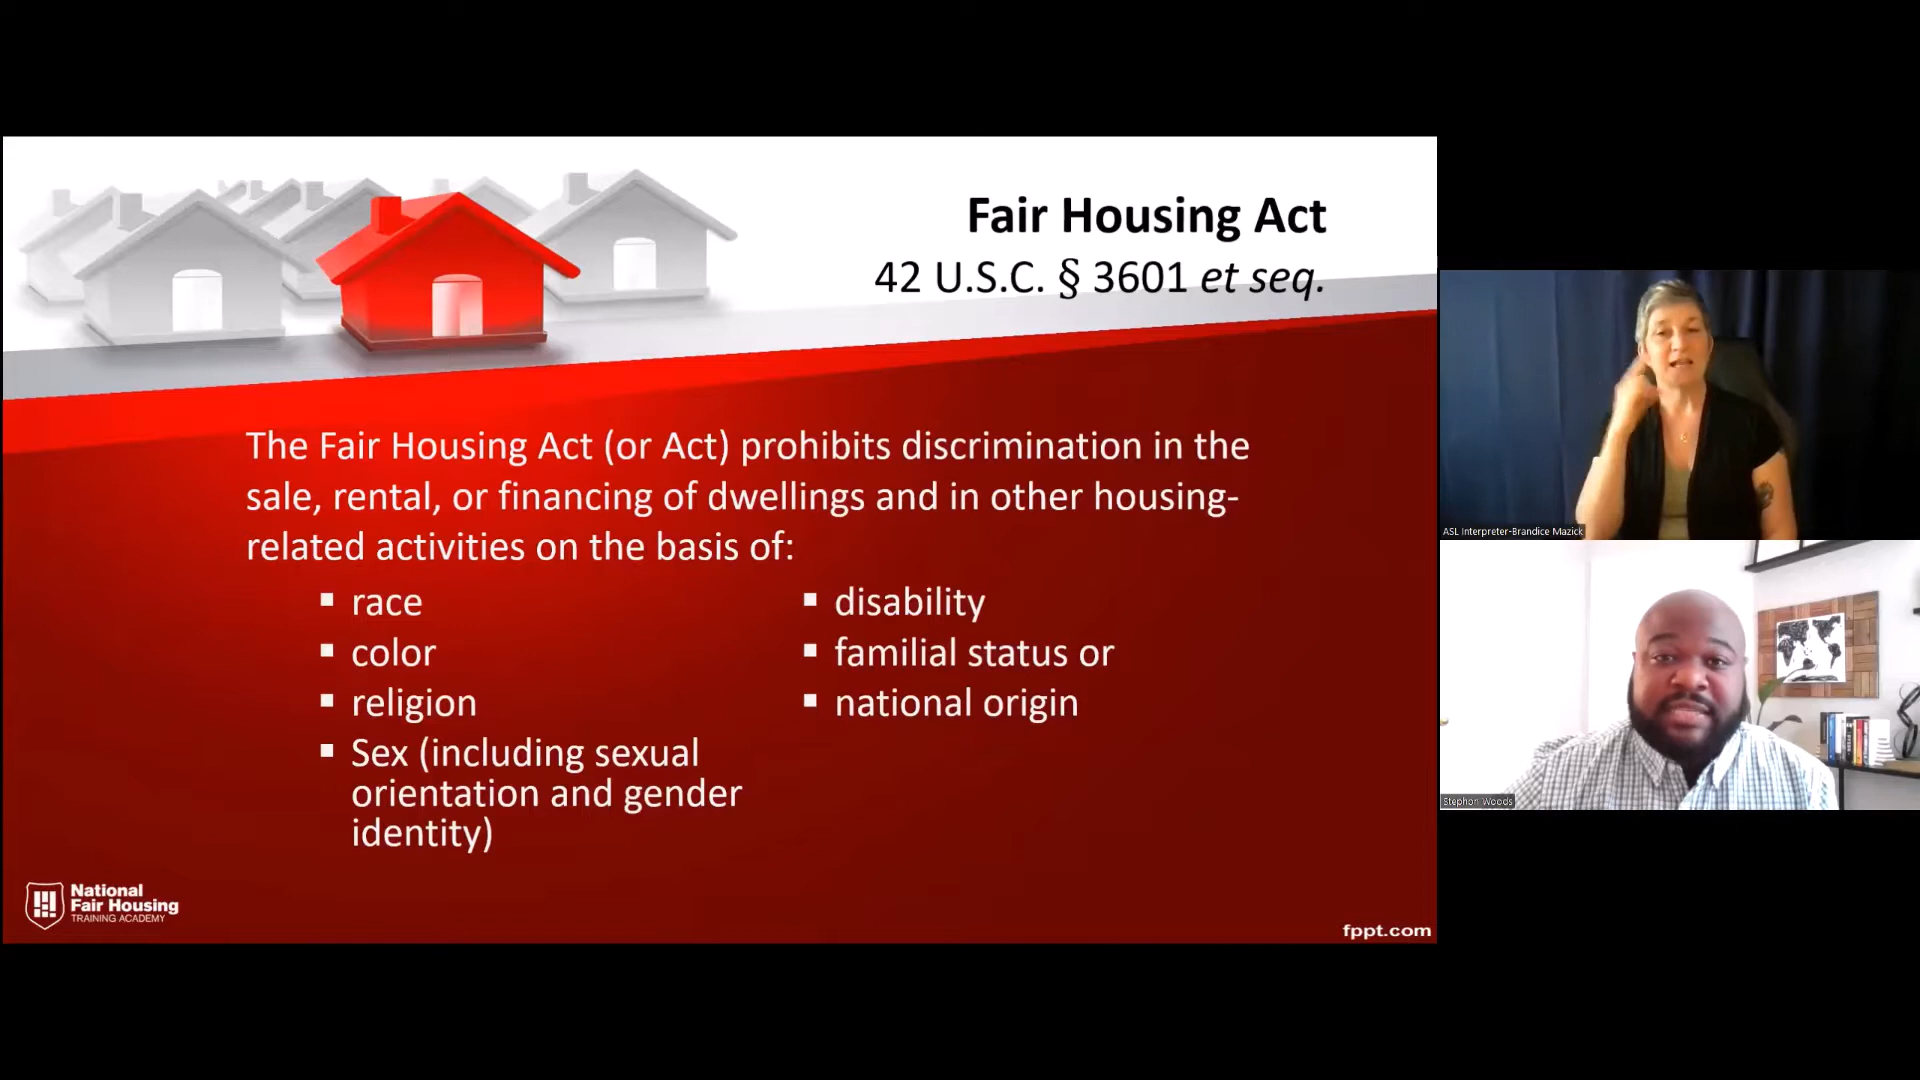 Fair Housing Act
42 U.S.C. § 3601 et seq.
The Fair Housing Act (or Act) prohibits discrimination in the
sale, rental, or financing of dwellings and in other housing-
related activities on the basis of:
▪ race
▪ color
▪ religion
▪ Sex (including sexual
orientation and gender
identity)
▪ disability
▪ familial status or
▪ national origin
National
Fair Housing
TRAINING ACADEMY
fppt.com
ASL Interpreter-Brandice Mazick
Stephon Woods